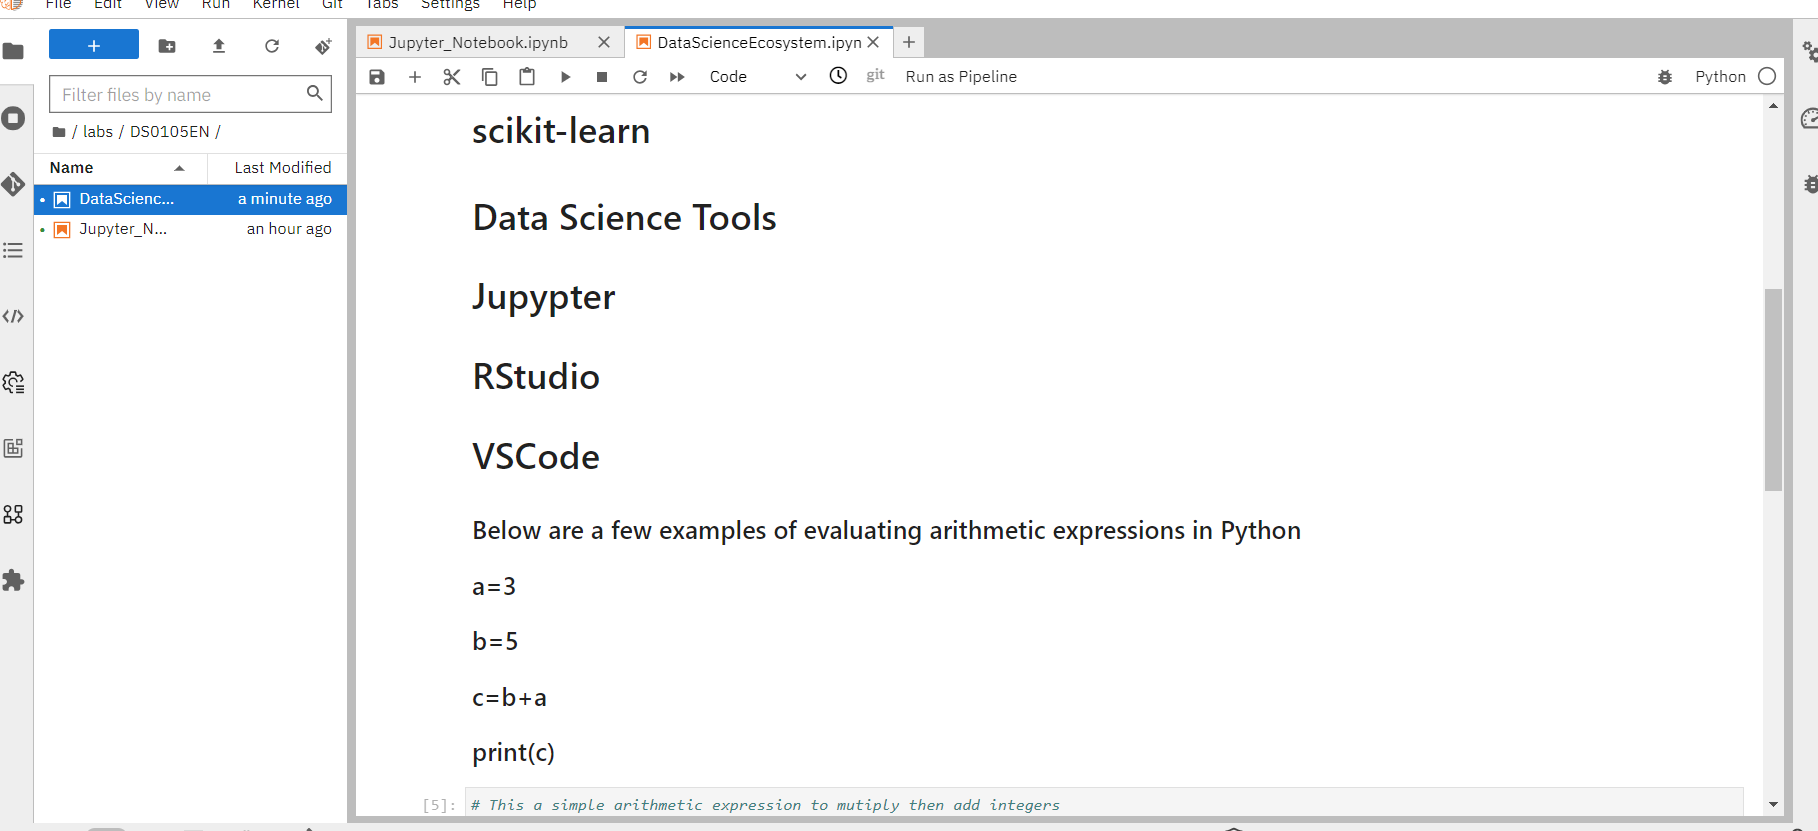 File Edit View Run Kernel Git Tabs Settings Help
+
Filter files by name
/ labs / DS0105EN /
Name Last Modified
DataScienc... a minute ago
Jupyter_N... an hour ago
Jupyter_Notebook.ipynb DataScienceEcosystem.ipyn
Code git Run as Pipeline Python
scikit-learn
Data Science Tools
Jupypter
RStudio
VSCode
Below are a few examples of evaluating arithmetic expressions in Python
a=3
b=5
c=b+a
print(c)
[5]: # This a simple arithmetic expression to mutiply then add integers